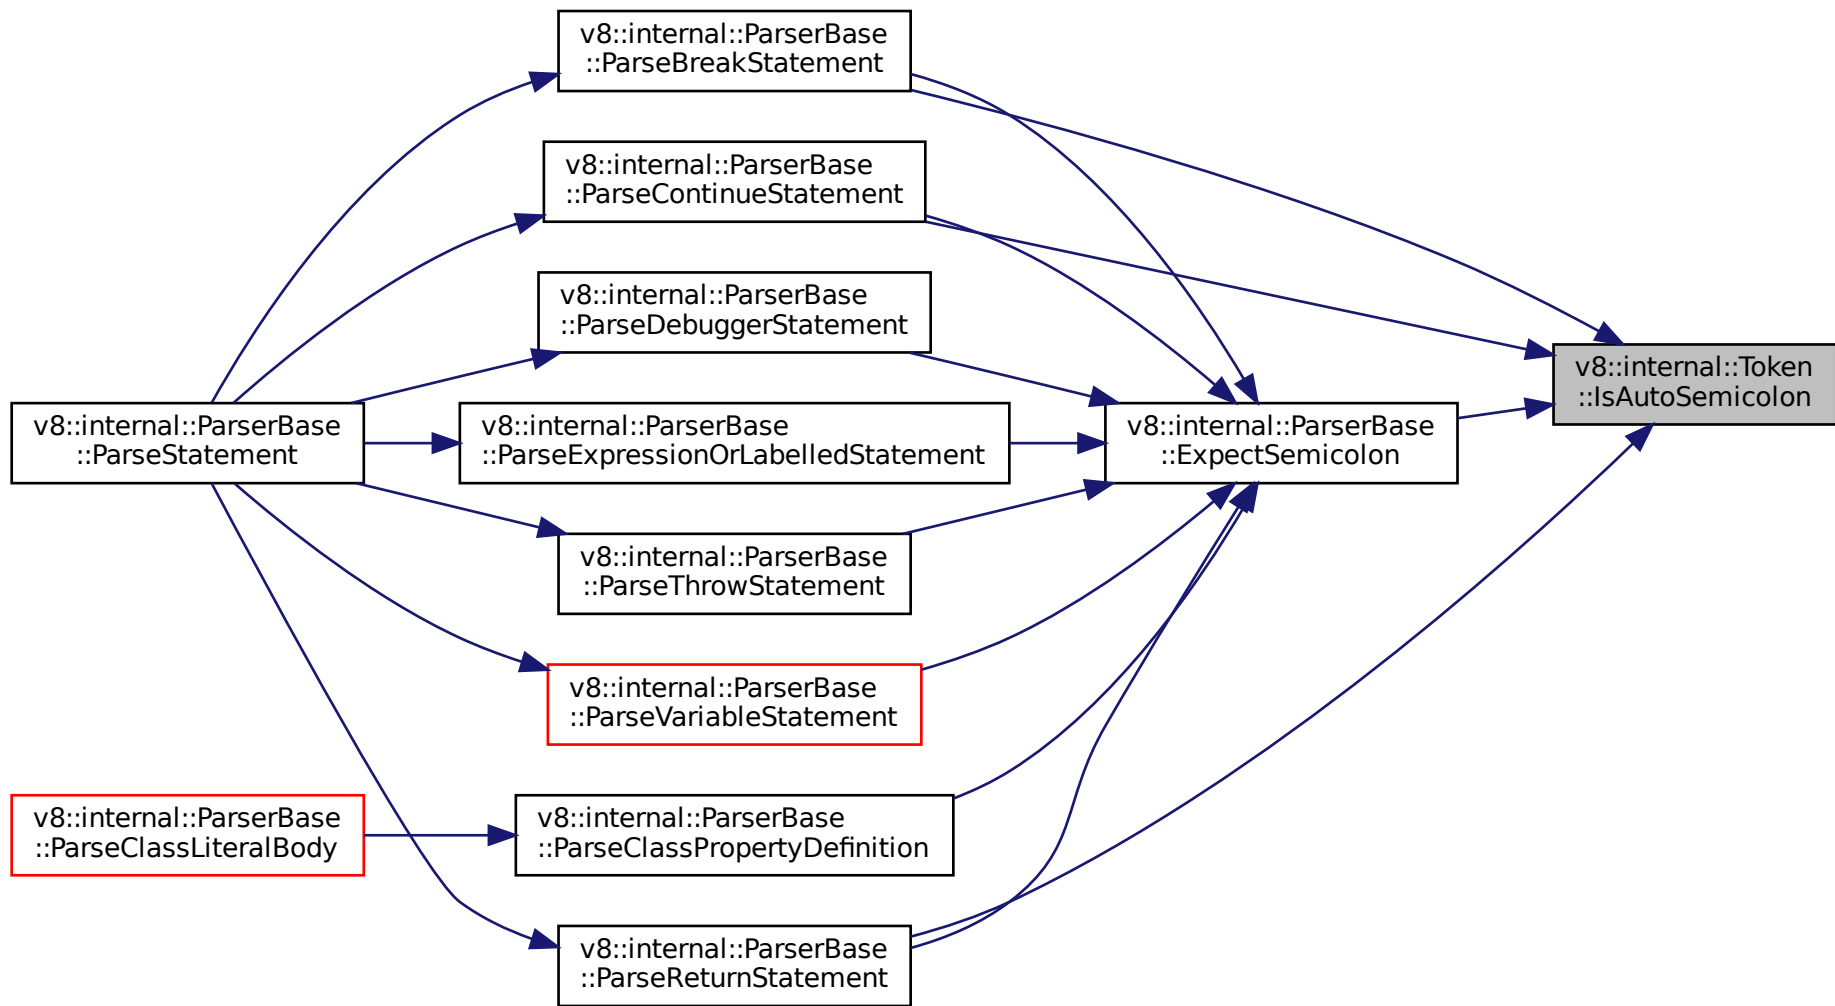 v8::internal::ParserBase
::ParseBreakStatement
v8::internal::ParserBase
::ParseContinueStatement
v8::internal::ParserBase
::ParseDebuggerStatement
v8::internal::Token
::IsAutoSemicolon
v8::internal::ParserBase
::ParseStatement
v8::internal::ParserBase
::ParseExpressionOrLabelledStatement
v8::internal::ParserBase
::ExpectSemicolon
v8::internal::ParserBase
::ParseThrowStatement
v8::internal::ParserBase
::ParseVariableStatement
v8::internal::ParserBase
::ParseClassLiteralBody
v8::internal::ParserBase
::ParseClassPropertyDefinition
v8::internal::ParserBase
::ParseReturnStatement